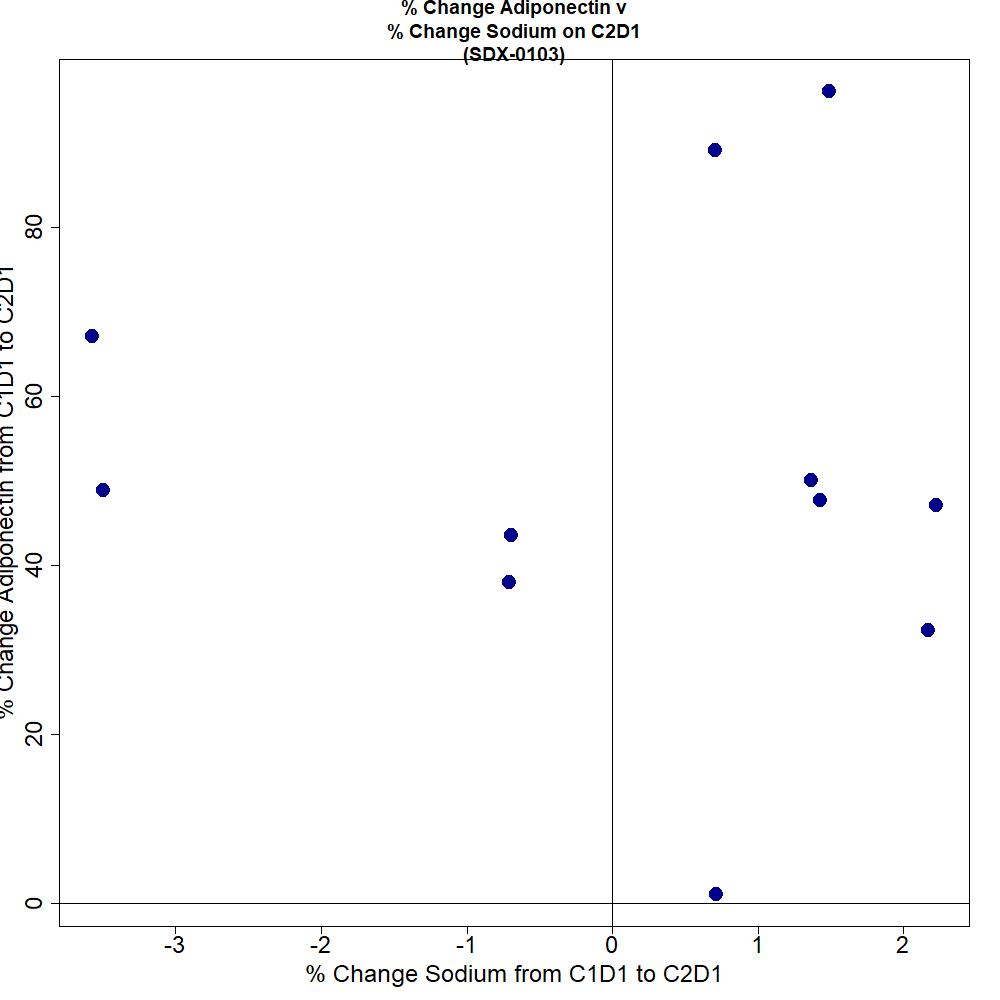 % Change Adiponectin v
% Change Sodium on C2D1
(SDX-0103)
% Change Adiponectin from C1D1 to C2D1
80
60
40
20
0
-3 -2 -1 0 1 2
% Change Sodium from C1D1 to C2D1